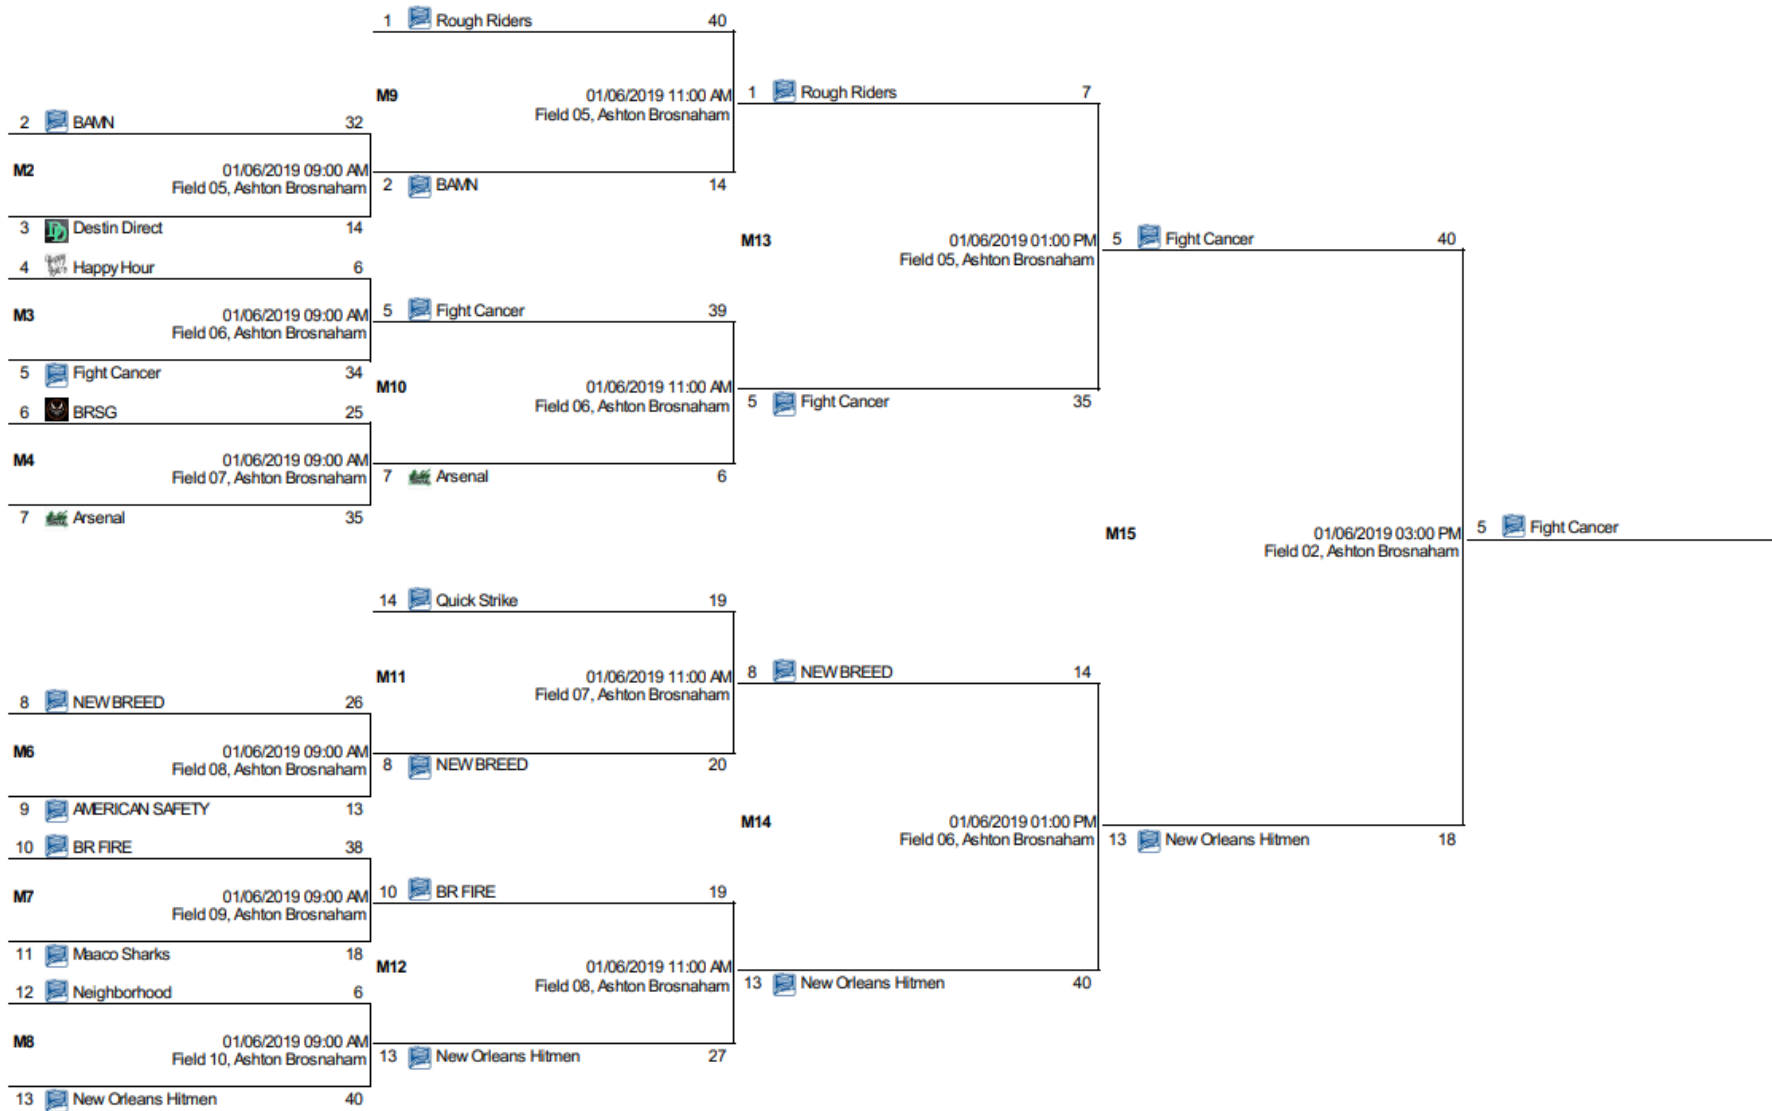 1 Rough Riders 40
M9 01/06/2019 11:00 AM
Field 05, Ashton Brosnaham
1 Rough Riders 7
2 BAMN 32
M2 01/06/2019 09:00 AM
Field 05, Ashton Brosnaham
2 BAMN 14
3 Destin Direct 14
4 Happy Hour 6
M13 01/06/2019 01:00 PM
Field 05, Ashton Brosnaham
5 Fight Cancer 40
M3 01/06/2019 09:00 AM
Field 06, Ashton Brosnaham
5 Fight Cancer 39
5 Fight Cancer 34
M10 01/06/2019 11:00 AM
Field 06, Ashton Brosnaham
5 Fight Cancer 35
6 BRSG 25
M4 01/06/2019 09:00 AM
Field 07, Ashton Brosnaham
7 Arsenal 6
7 Arsenal 35
M15 01/06/2019 03:00 PM
Field 02, Ashton Brosnaham
5 Fight Cancer
14 Quick Strike 19
M11 01/06/2019 11:00 AM
Field 07, Ashton Brosnaham
8 NEW BREED 14
8 NEW BREED 26
M6 01/06/2019 09:00 AM
Field 08, Ashton Brosnaham
8 NEW BREED 20
9 AMERICAN SAFETY 13
M14 01/06/2019 01:00 PM
Field 06, Ashton Brosnaham
13 New Orleans Hitmen 18
10 BR FIRE 38
M7 01/06/2019 09:00 AM
Field 09, Ashton Brosnaham
10 BR FIRE 19
11 Maaco Sharks 18
M12 01/06/2019 11:00 AM
Field 08, Ashton Brosnaham
13 New Orleans Hitmen 40
12 Neighborhood 6
M8 01/06/2019 09:00 AM
Field 10, Ashton Brosnaham
13 New Orleans Hitmen 27
13 New Orleans Hitmen 40